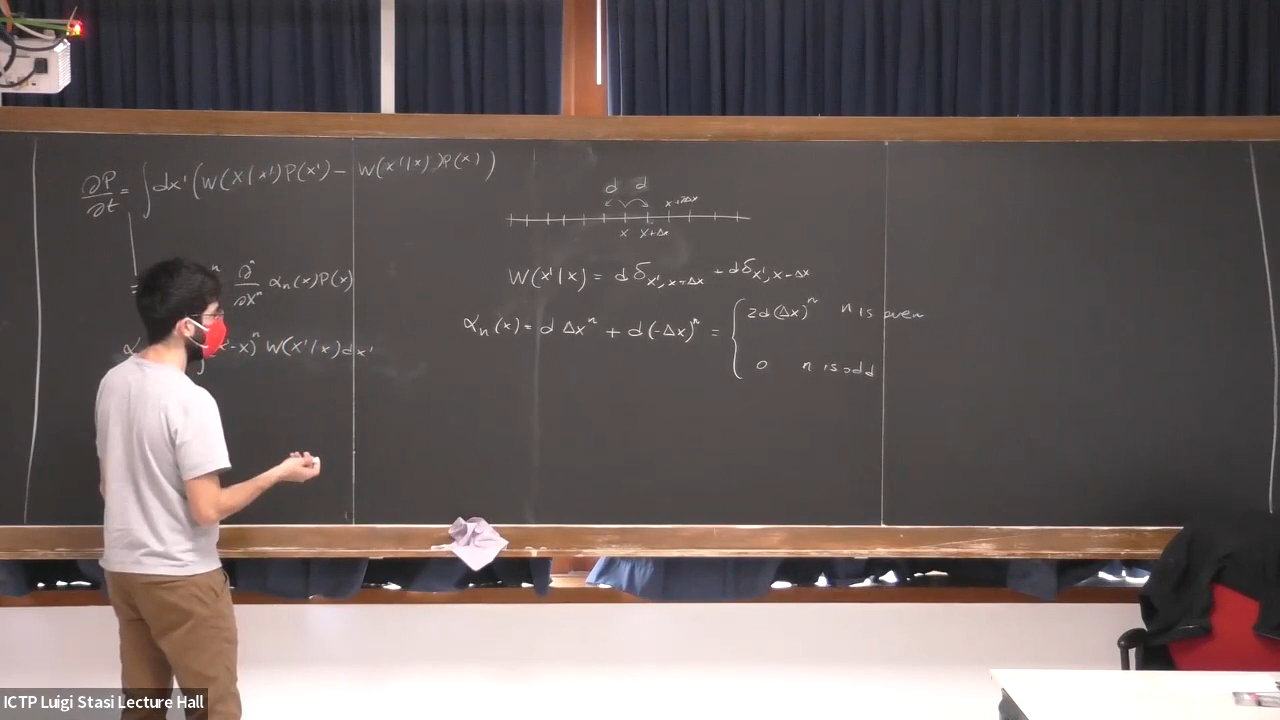 ∂P/∂t = ∫dx'(W(x|x')P(x') - W(x'|x)P(x))
= n ∂ⁿ/∂xⁿ αₙ(x)P(x)
-x)ⁿ W(x'|x)dx'
d d
x+2Δx
x x+Δx
W(x'|x) = d δx',x+Δx + d δx',x-Δx
αₙ(x) = d Δxⁿ + d(-Δx)ⁿ = { 2d(Δx)ⁿ n is even
0 n is odd
ICTP Luigi Stasi Lecture Hall